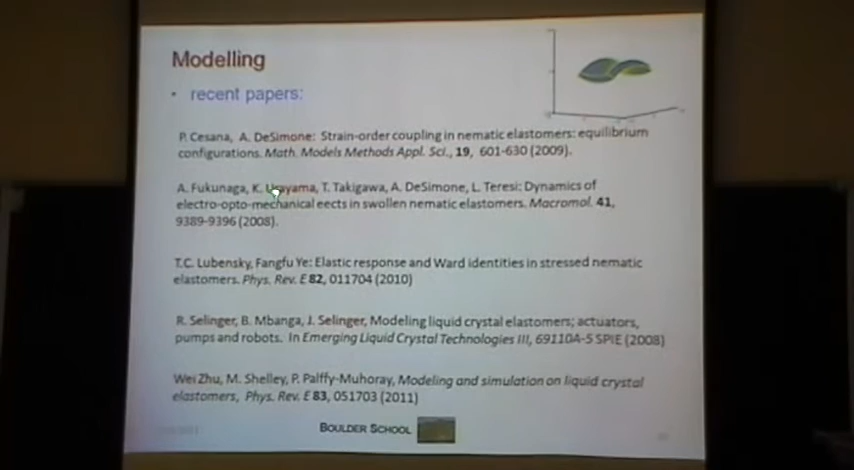 Modelling
• recent papers:
P. Cesana, A. DeSimone: Strain-order coupling in nematic elastomers: equilibrium
configurations. Math. Models Methods Appl. Sci., 19, 601-630 (2009).
A. Fukunaga, K. Urayama, T. Takigawa, A. DeSimone, L. Teresi: Dynamics of
electro-opto-mechanical eects in swollen nematic elastomers. Macromol. 41,
9389-9396 (2008).
T.C. Lubensky, Fangfu Ye: Elastic response and Ward identities in stressed nematic
elastomers. Phys. Rev. E 82, 011704 (2010)
R. Selinger, B. Mbanga, J. Selinger, Modeling liquid crystal elastomers; actuators,
pumps and robots. In Emerging Liquid Crystal Technologies III, 69110A-5 SPIE (2008)
Wei Zhu, M. Shelley, P. Palffy-Muhoray, Modeling and simulation on liquid crystal
elastomers, Phys. Rev. E 83, 051703 (2011)
BOULDER SCHOOL